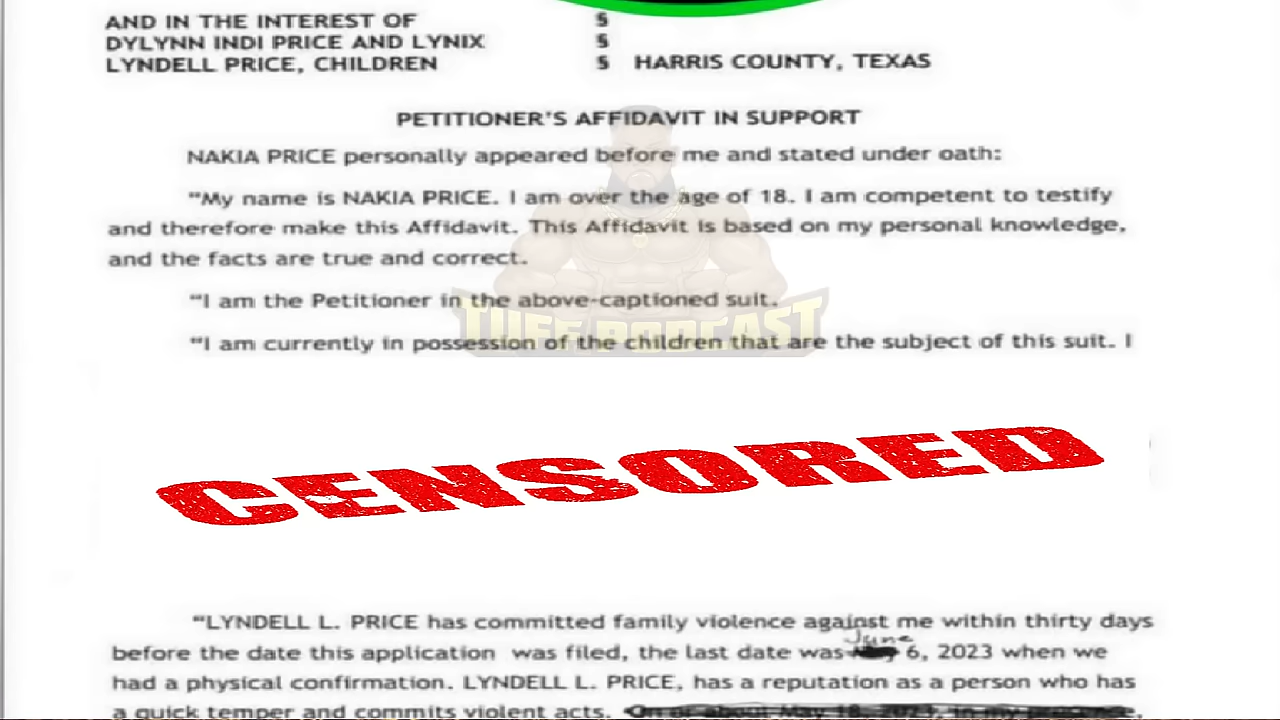 AND IN THE INTEREST OF §
DYLYNN INDI PRICE AND LYNIX §
LYNDELL PRICE, CHILDREN § HARRIS COUNTY, TEXAS
PETITIONER'S AFFIDAVIT IN SUPPORT
NAKIA PRICE personally appeared before me and stated under oath:
"My name is NAKIA PRICE. I am over the age of 18. I am competent to testify
and therefore make this Affidavit. This Affidavit is based on my personal knowledge,
and the facts are true and correct.
"I am the Petitioner in the above-captioned suit.
TUFF PODCAST
"I am currently in possession of the children that are the subject of this suit. I
CENSORED
"LYNDELL L. PRICE has committed family violence against me within thirty days
June
before the date this application was filed, the last date was 6, 2023 when we
had a physical confirmation. LYNDELL L. PRICE, has a reputation as a person who has
a quick temper and commits violent acts.